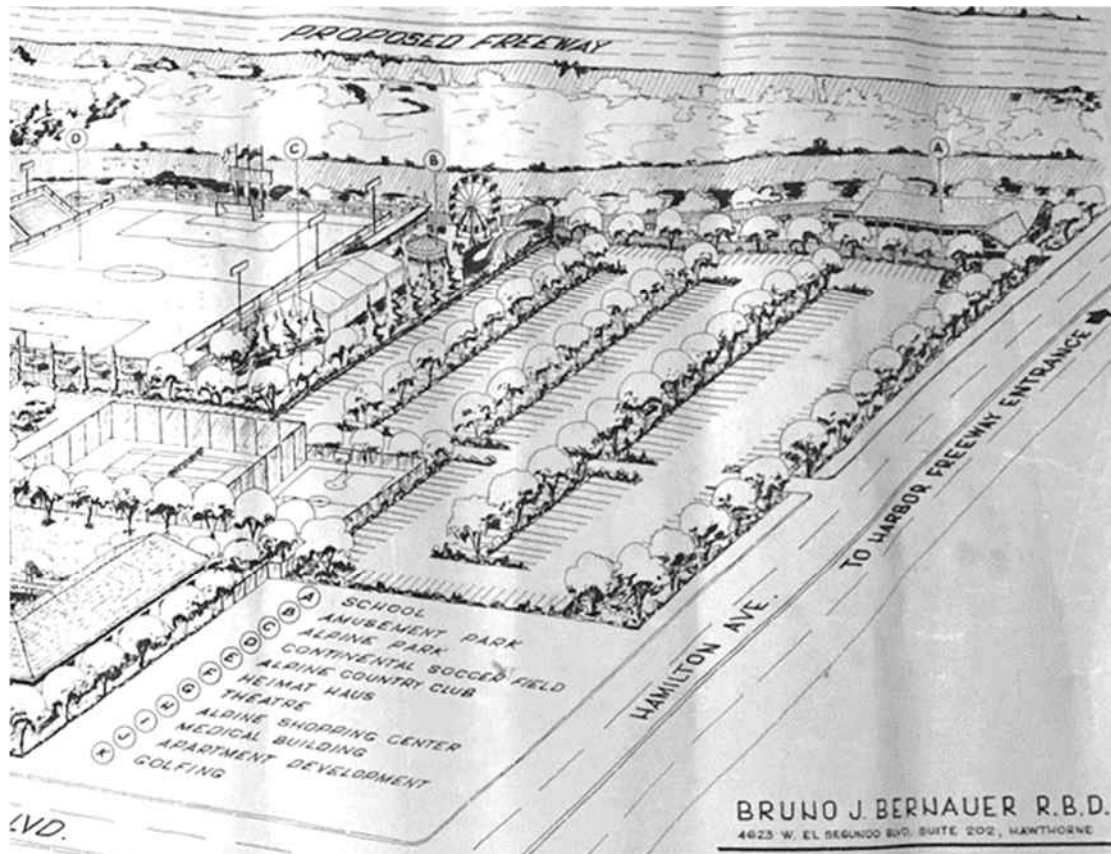 PROPOSED FREEWAY
D
C
B
A
A SCHOOL
B AMUSEMENT PARK
C ALPINE PARK
D CONTINENTAL SOCCER FIELD
E ALPINE COUNTRY CLUB
F HEIMAT HAUS
G THEATRE
H ALPINE SHOPPING CENTER
I MEDICAL BUILDING
J APARTMENT DEVELOPMENT
K GOLFING
HAMILTON AVE.
TO HARBOR FREEWAY ENTRANCE
LVD.
BRUNO J. BERNAUER R.B.D.
4623 W. EL SEGUNDO BLVD. SUITE 202, HAWTHORNE